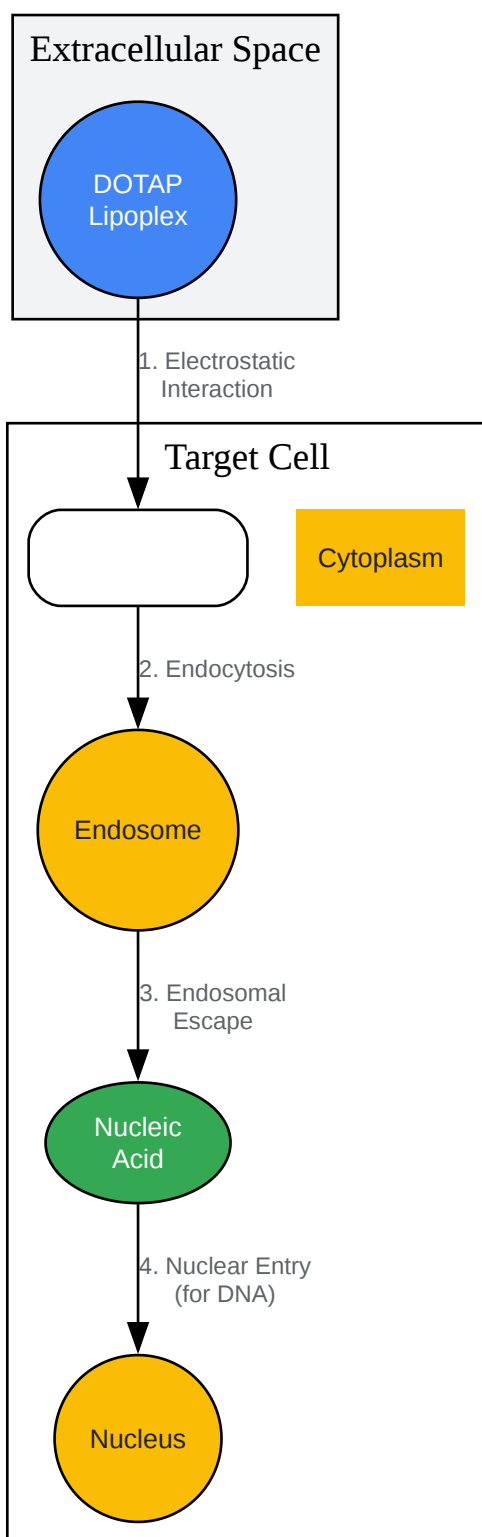 Extracellular Space
DOTAP
Lipoplex
1. Electrostatic
Interaction
Target Cell
Cytoplasm
2. Endocytosis
Endosome
3. Endosomal
Escape
Nucleic
Acid
4. Nuclear Entry
(for DNA)
Nucleus